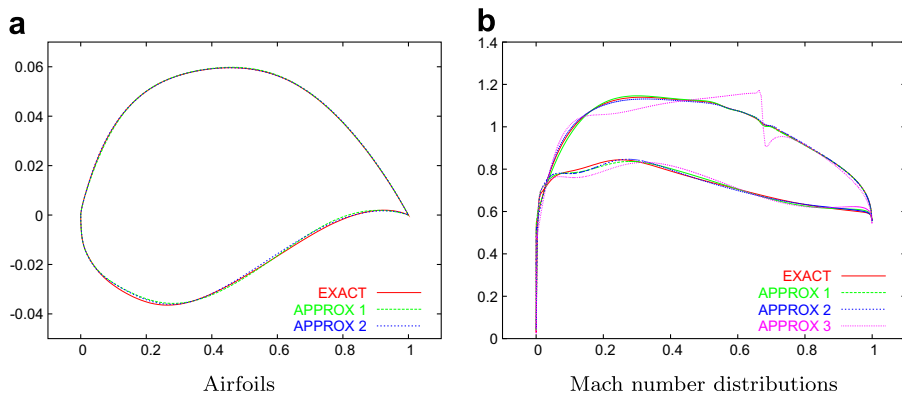 a
0.06
0.04
0.02
0
-0.02
-0.04
0
0.2
0.4
0.6
0.8
1
EXACT
APPROX 1
APPROX 2
Airfoils
b
1.4
1.2
1
0.8
0.6
0.4
0.2
0
0
0.2
0.4
0.6
0.8
1
EXACT
APPROX 1
APPROX 2
APPROX 3
Mach number distributions